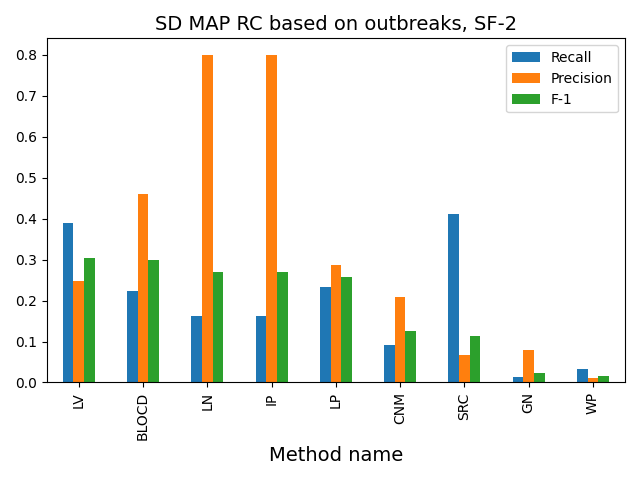 SD MAP RC based on outbreaks, SF-2
Recall
Precision
F-1
0.8
0.7
0.6
0.5
0.4
0.3
0.2
0.1
0.0
LV
BLOCD
LN
IP
LP
CNM
SRC
GN
WP
Method name